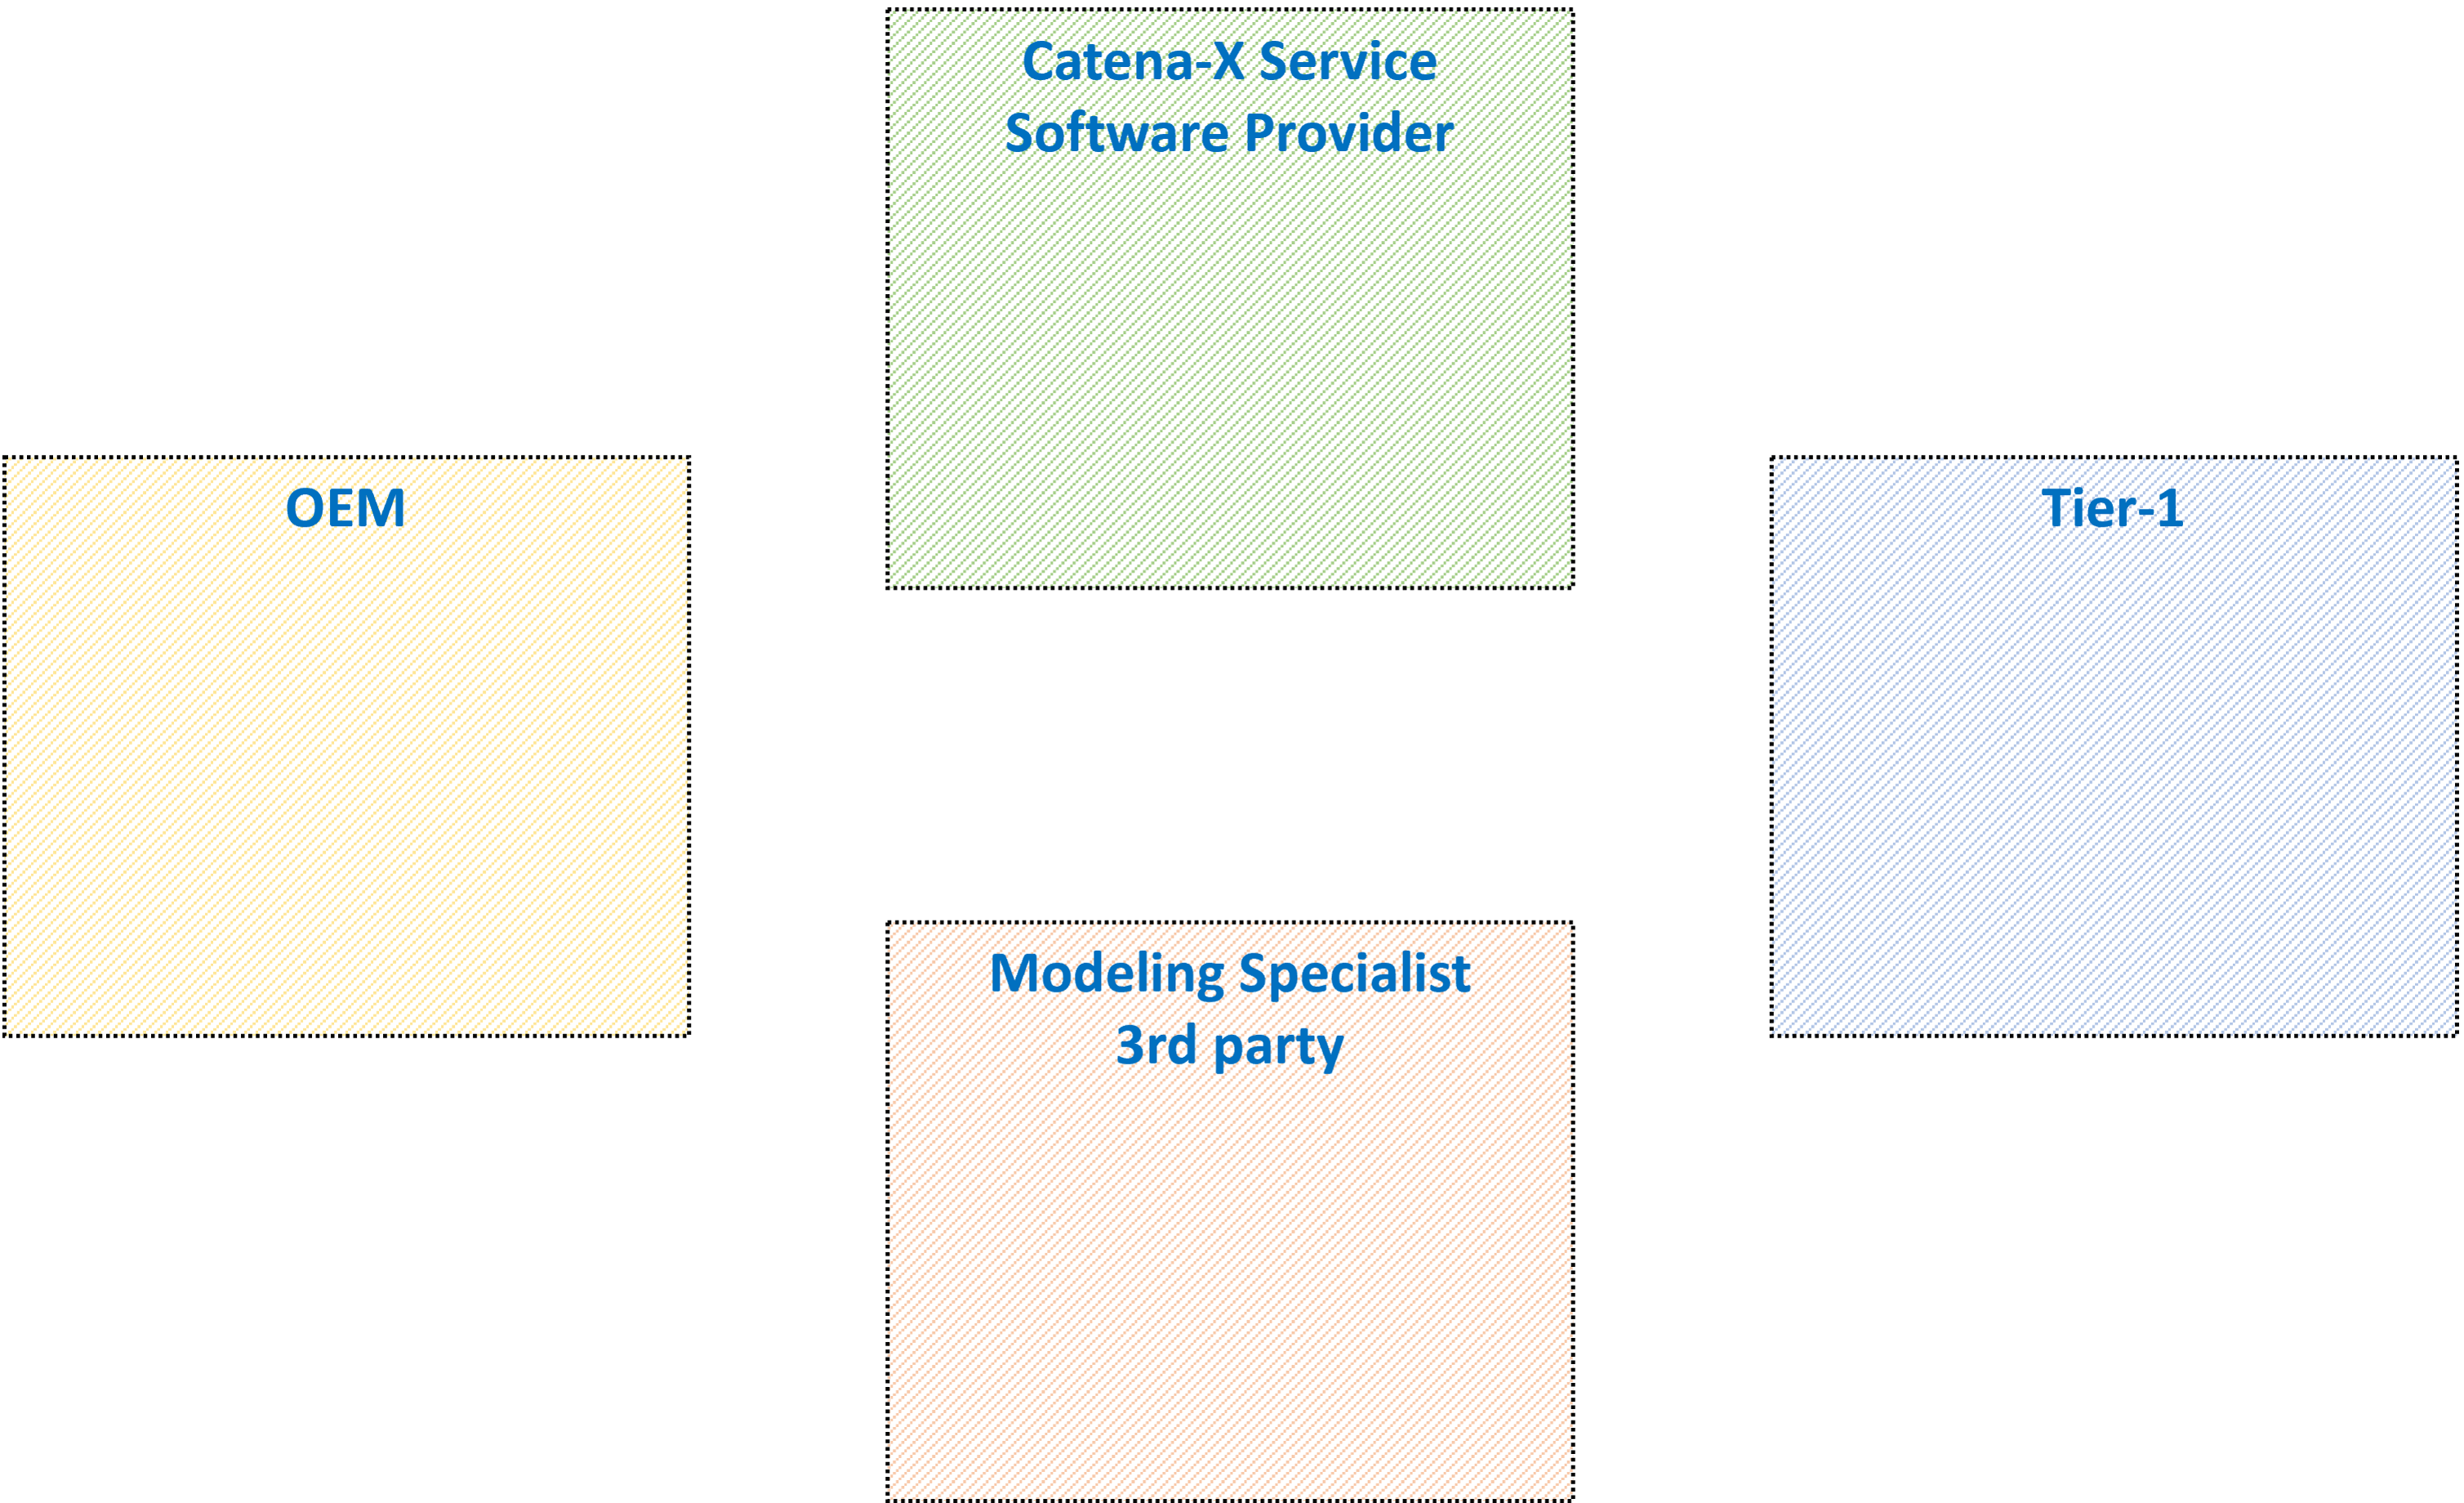 Catena-X Service
Software Provider
OEM
Tier-1
Modeling Specialist
3rd party